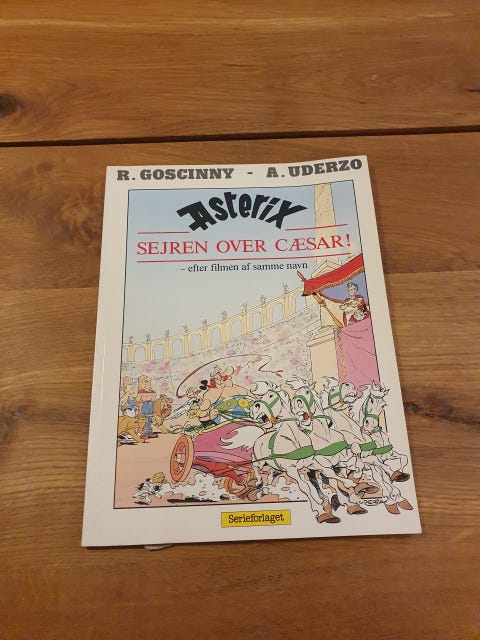 R. GOSCINNY - A. UDERZO
Asterix
SEJREN OVER CÆSAR!
- efter filmen af samme navn
Serieforlaget